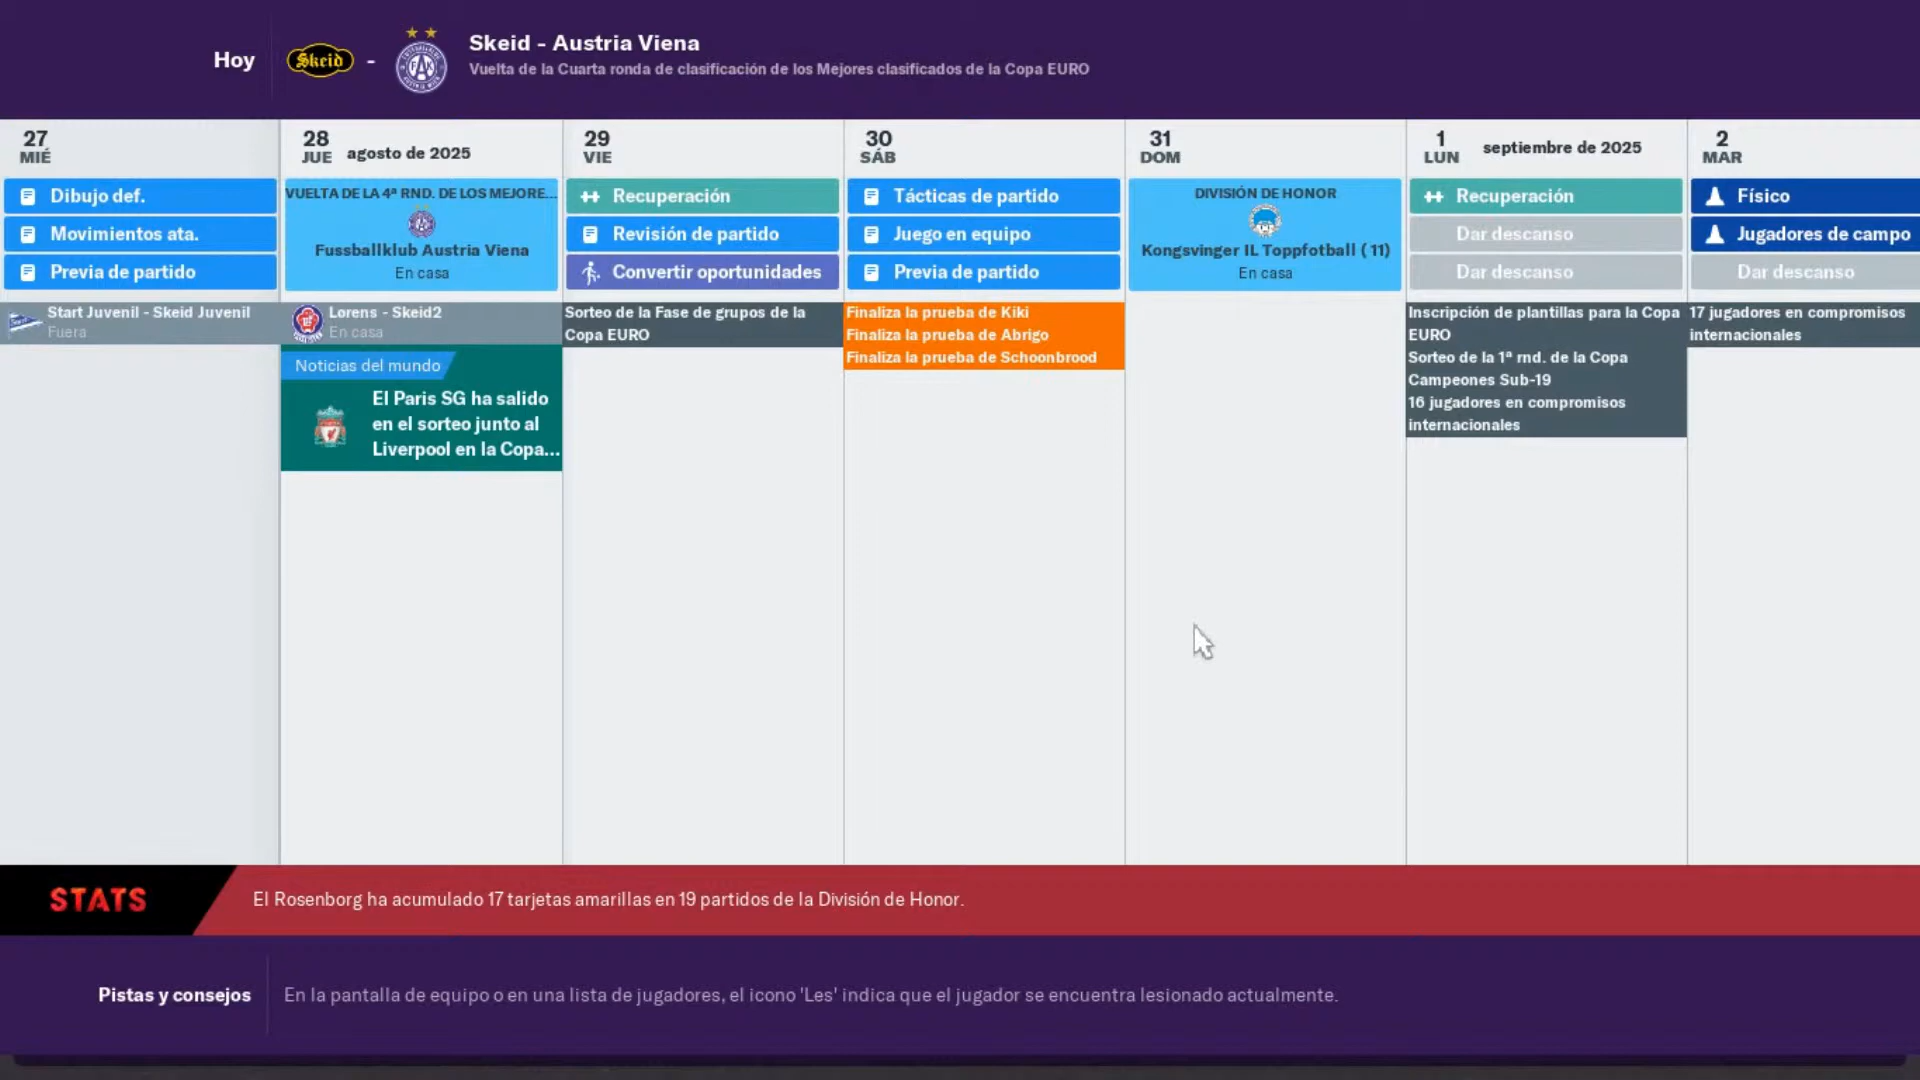 Hoy
Skeid
-
Skeid - Austria Viena
Vuelta de la Cuarta ronda de clasificación de los Mejores clasificados de la Copa EURO
27
MIÉ
Dibujo def.
Movimientos ata.
Previa de partido
Start Juvenil - Skeid Juvenil
Fuera
28
JUE
agosto de 2025
VUELTA DE LA 4ª RND. DE LOS MEJORE...
Fussballklub Austria Viena
En casa
Lørens - Skeid2
En casa
Noticias del mundo
El Paris SG ha salido
en el sorteo junto al
Liverpool en la Copa...
29
VIE
Recuperación
Revisión de partido
Convertir oportunidades
Sorteo de la Fase de grupos de la
Copa EURO
30
SÁB
Tácticas de partido
Juego en equipo
Previa de partido
Finaliza la prueba de Kiki
Finaliza la prueba de Abrigo
Finaliza la prueba de Schoonbrood
31
DOM
DIVISIÓN DE HONOR
Kongsvinger IL Toppfotball (11)
En casa
1
LUN
septiembre de 2025
Recuperación
Dar descanso
Dar descanso
Inscripción de plantillas para la Copa
EURO
Sorteo de la 1ª rnd. de la Copa
Campeones Sub-19
16 jugadores en compromisos
internacionales
2
MAR
Físico
Jugadores de campo
Dar descanso
17 jugadores en compromisos
internacionales
STATS
El Rosenborg ha acumulado 17 tarjetas amarillas en 19 partidos de la División de Honor.
Pistas y consejos
En la pantalla de equipo o en una lista de jugadores, el icono 'Les' indica que el jugador se encuentra lesionado actualmente.